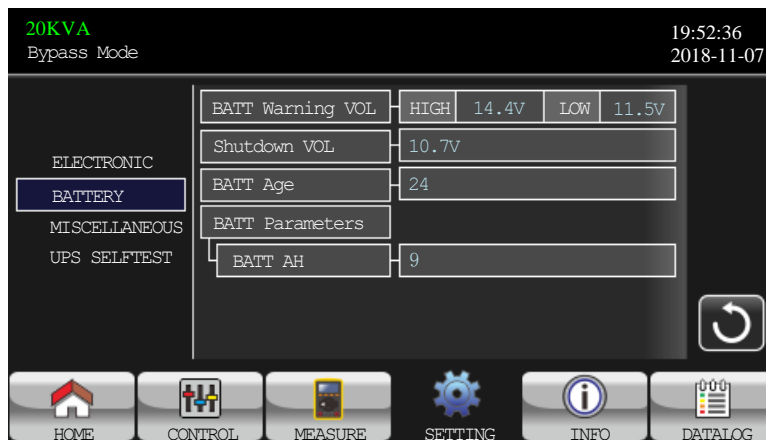 20KVA
19:52:36
Bypass Mode
2018-11-07
BATT Warning VOL HIGH 14.4V LOW 11.5V
Shutdown VOL 10.7V
ELECTRONIC
BATT Age 24
BATTERY
BATT Parameters
MISCELLANEOUS
UPS SELFTEST
BATT AH 9
HOME CONTROL MEASURE SETTING INFO DATALOG